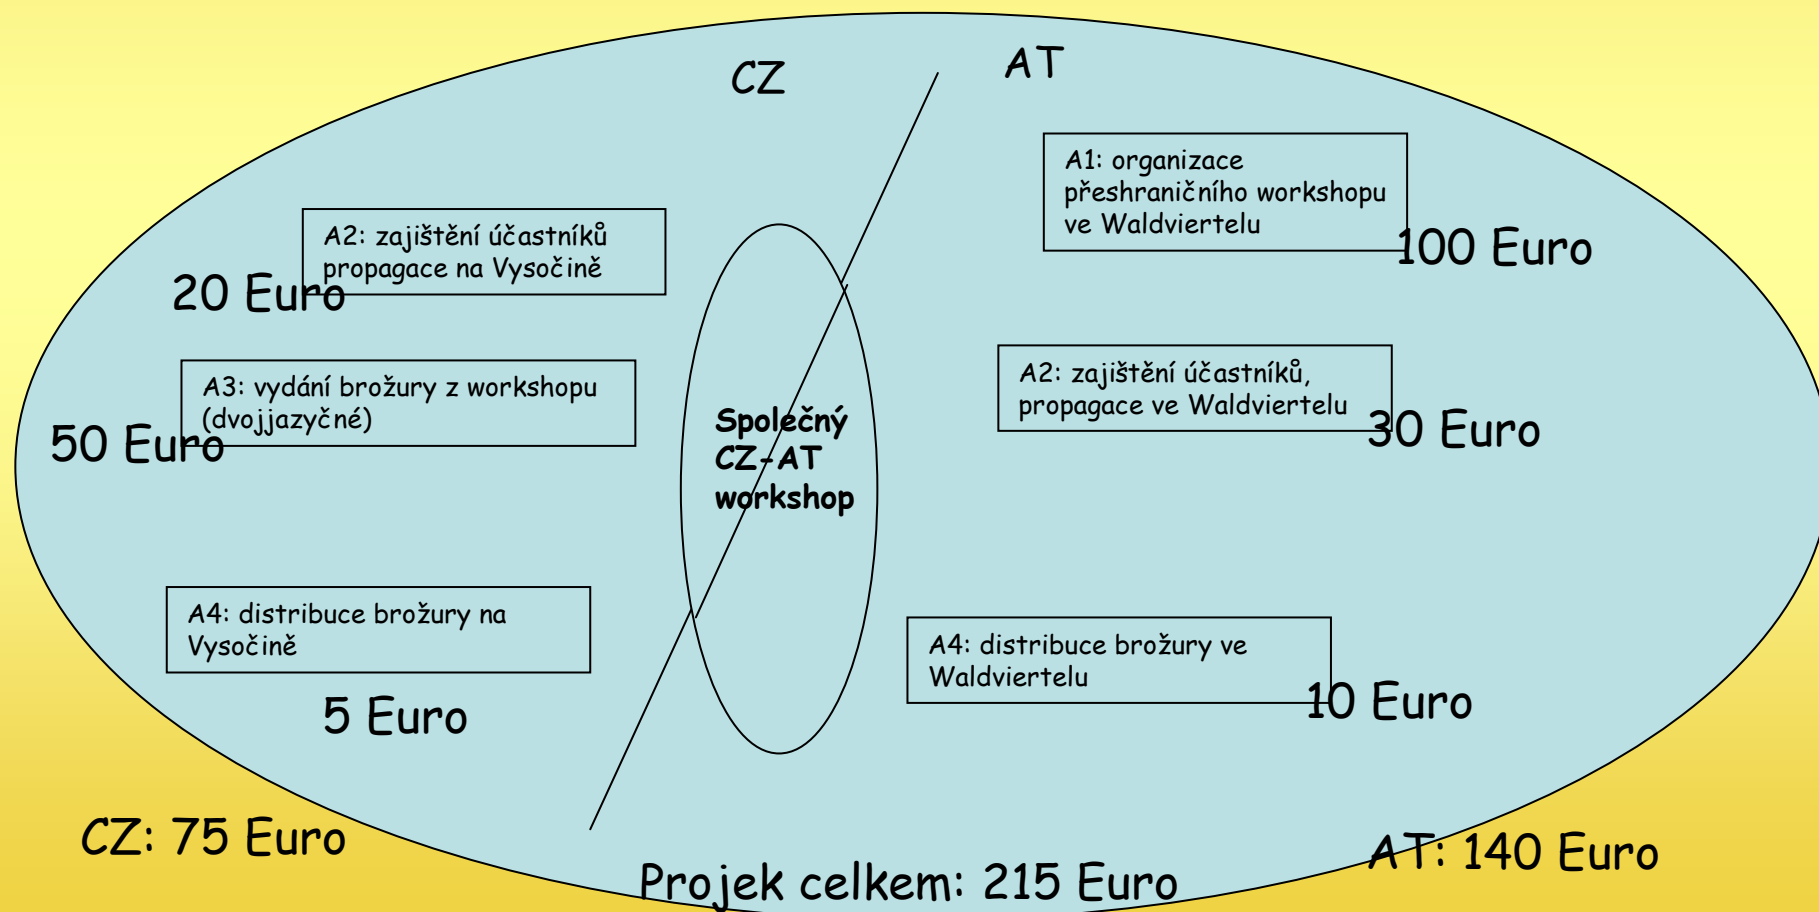 CZ
AT
A1: organizace
přeshraničního workshopu
ve Waldviertelu
100 Euro
A2: zajištění účastníků
propagace na Vysočině
20 Euro
A3: vydání brožury z workshopu
(dvojjazyčné)
50 Euro
Společný
CZ-AT
workshop
A2: zajištění účastníků,
propagace ve Waldviertelu
30 Euro
A4: distribuce brožury na
Vysočině
5 Euro
A4: distribuce brožury ve
Waldviertelu
10 Euro
CZ: 75 Euro
Projek celkem: 215 Euro
AT: 140 Euro